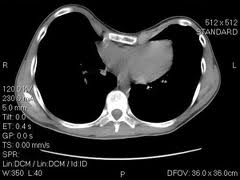 512 x 512
STANDARD
R
L
120.0 kV
230.0 mA
5.0 mm
Tilt: 0.0
ET: 0.4 s
GP: 0.0
TS: 0.00 mm/s
SPR:
Lin:DCM / Lin:DCM / Id:ID
W:350 L:40
P
DFOV: 36.0 x 36.0cm